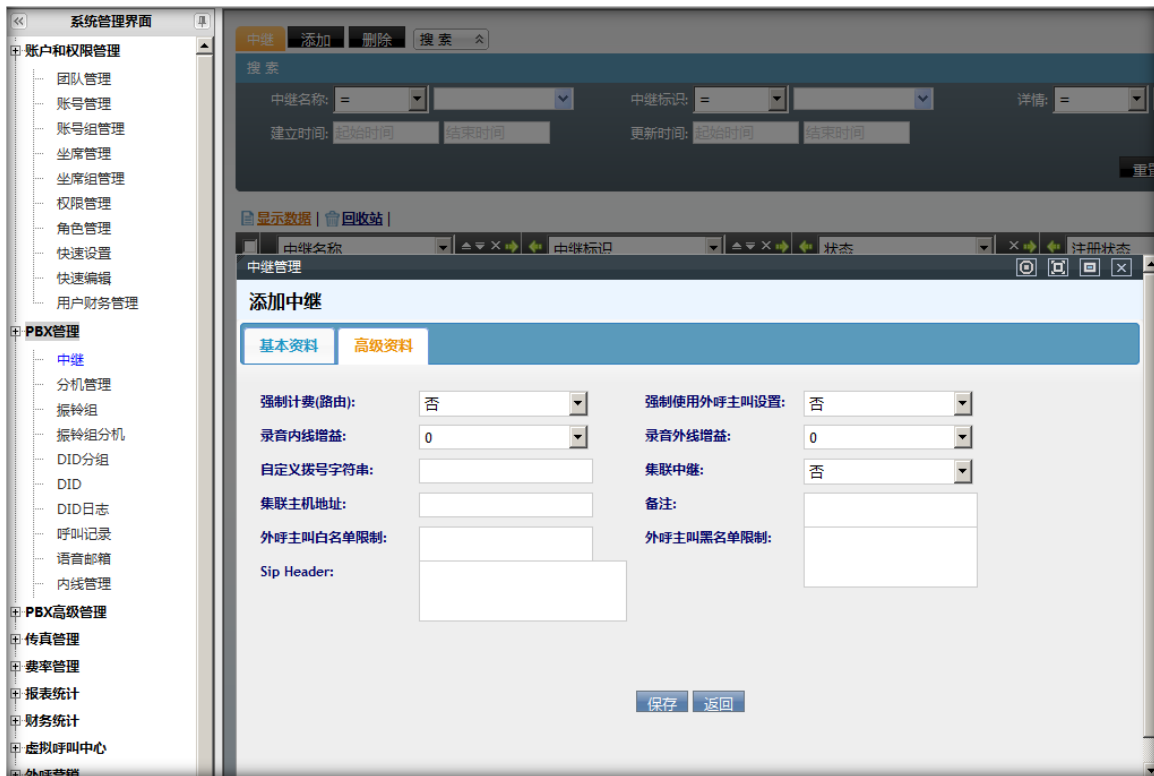 系统管理界面
账户和权限管理
团队管理
账号管理
账号组管理
坐席管理
坐席组管理
权限管理
角色管理
快速设置
快速编辑
用户财务管理
PBX管理
中继
分机管理
振铃组
振铃组分机
DID分组
DID
DID日志
呼叫记录
语音邮箱
内线管理
PBX高级管理
传真管理
费率管理
报表统计
财务统计
虚拟呼叫中心
外呼营销
中继 添加 删除 搜 索
搜 索
中继名称: = 中继标识: = 详情: =
建立时间: 起始时间 结束时间 更新时间: 起始时间 结束时间
重置
显示数据 | 回收站 |
中继名称 中继标识 状态 注册状态
中继管理
添加中继
基本资料 高级资料
强制计费(路由): 否 强制使用外呼主叫设置: 否
录音内线增益: 0 录音外线增益: 0
自定义拨号字符串: 集联中继: 否
集联主机地址: 备注:
外呼主叫白名单限制: 外呼主叫黑名单限制:
Sip Header:
保存 返回